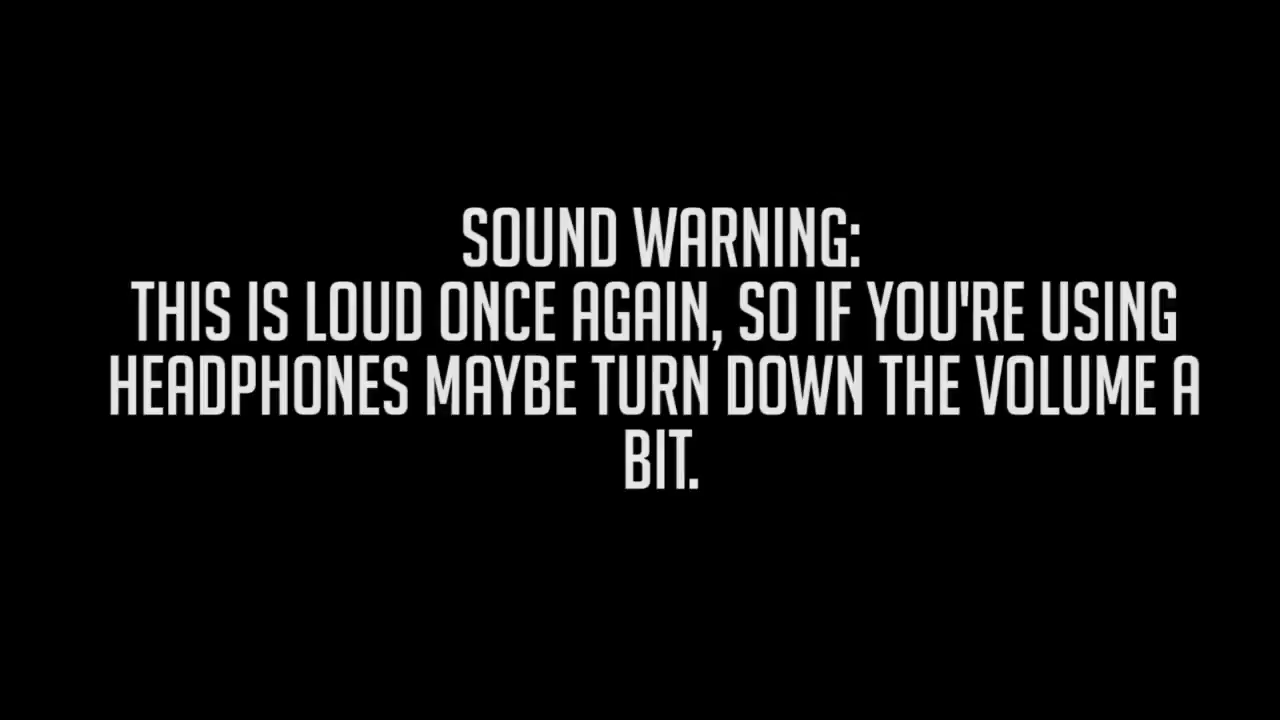 SOUND WARNING:
THIS IS LOUD ONCE AGAIN, SO IF YOU'RE USING
HEADPHONES MAYBE TURN DOWN THE VOLUME A
BIT.